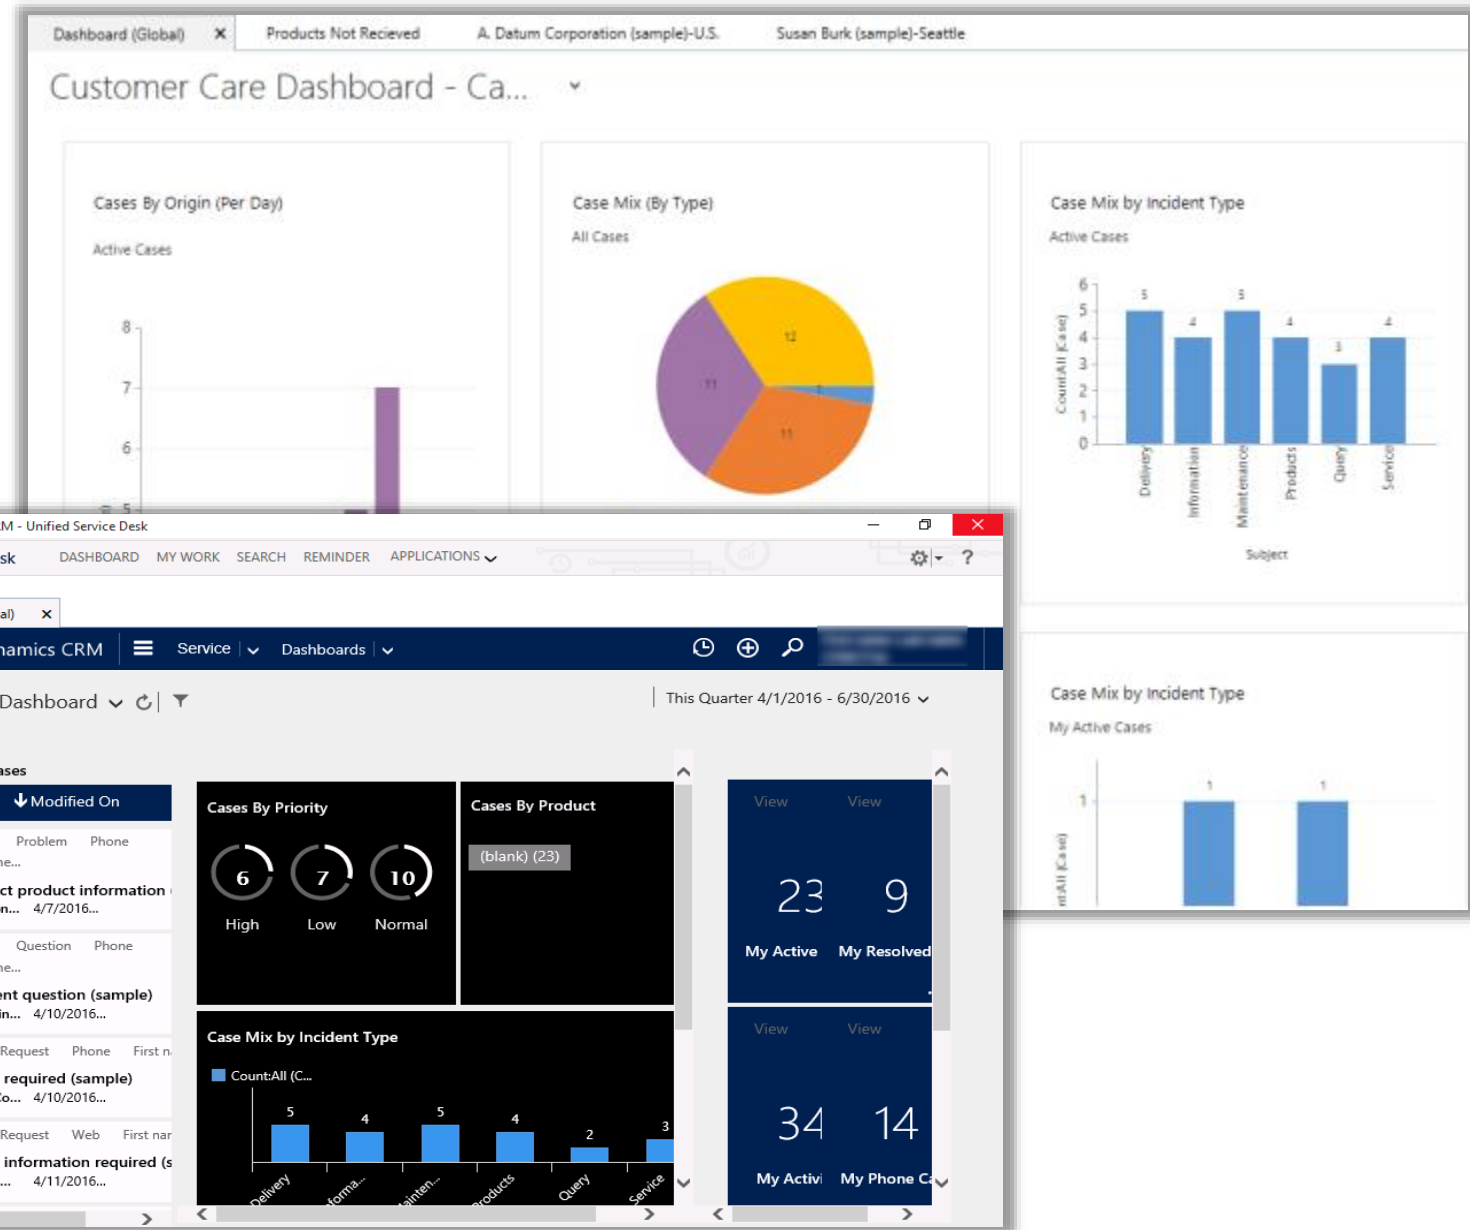 Dashboard (Global) Products Not Recieved A. Datum Corporation (sample)-U.S. Susan Burk (sample)-Seattle
Customer Care Dashboard - Ca...
Cases By Origin (Per Day)
Active Cases
8
7
6
5
Case Mix (By Type)
All Cases
12
11
1
11
Case Mix by Incident Type
Active Cases
Count:All (Case)
6
5
4
3
2
1
0
5
4
5
4
3
4
Delivery
Information
Maintenance
Products
Query
Service
Subject
Case Mix by Incident Type
My Active Cases
nt:All (Case)
1
1
1
RM - Unified Service Desk
sk DASHBOARD MY WORK SEARCH REMINDER APPLICATIONS ?
al)
namics CRM Service Dashboards
Dashboard This Quarter 4/1/2016 - 6/30/2016
ases
Modified On
Problem Phone
ne...
ct product information (
n... 4/7/2016...
Question Phone
ne...
ent question (sample)
in... 4/10/2016...
Request Phone First n
required (sample)
Co... 4/10/2016...
Request Web First nar
information required (s
... 4/11/2016...
Cases By Priority
6 7 10
High Low Normal
Cases By Product
(blank) (23)
Case Mix by Incident Type
Count:All (C...
5
4
5
4
2
3
Delivery
forma...
ainten...
roducts
Query
Service
View View
23 9
My Active My Resolved
View View
34 14
My Activi My Phone Ca